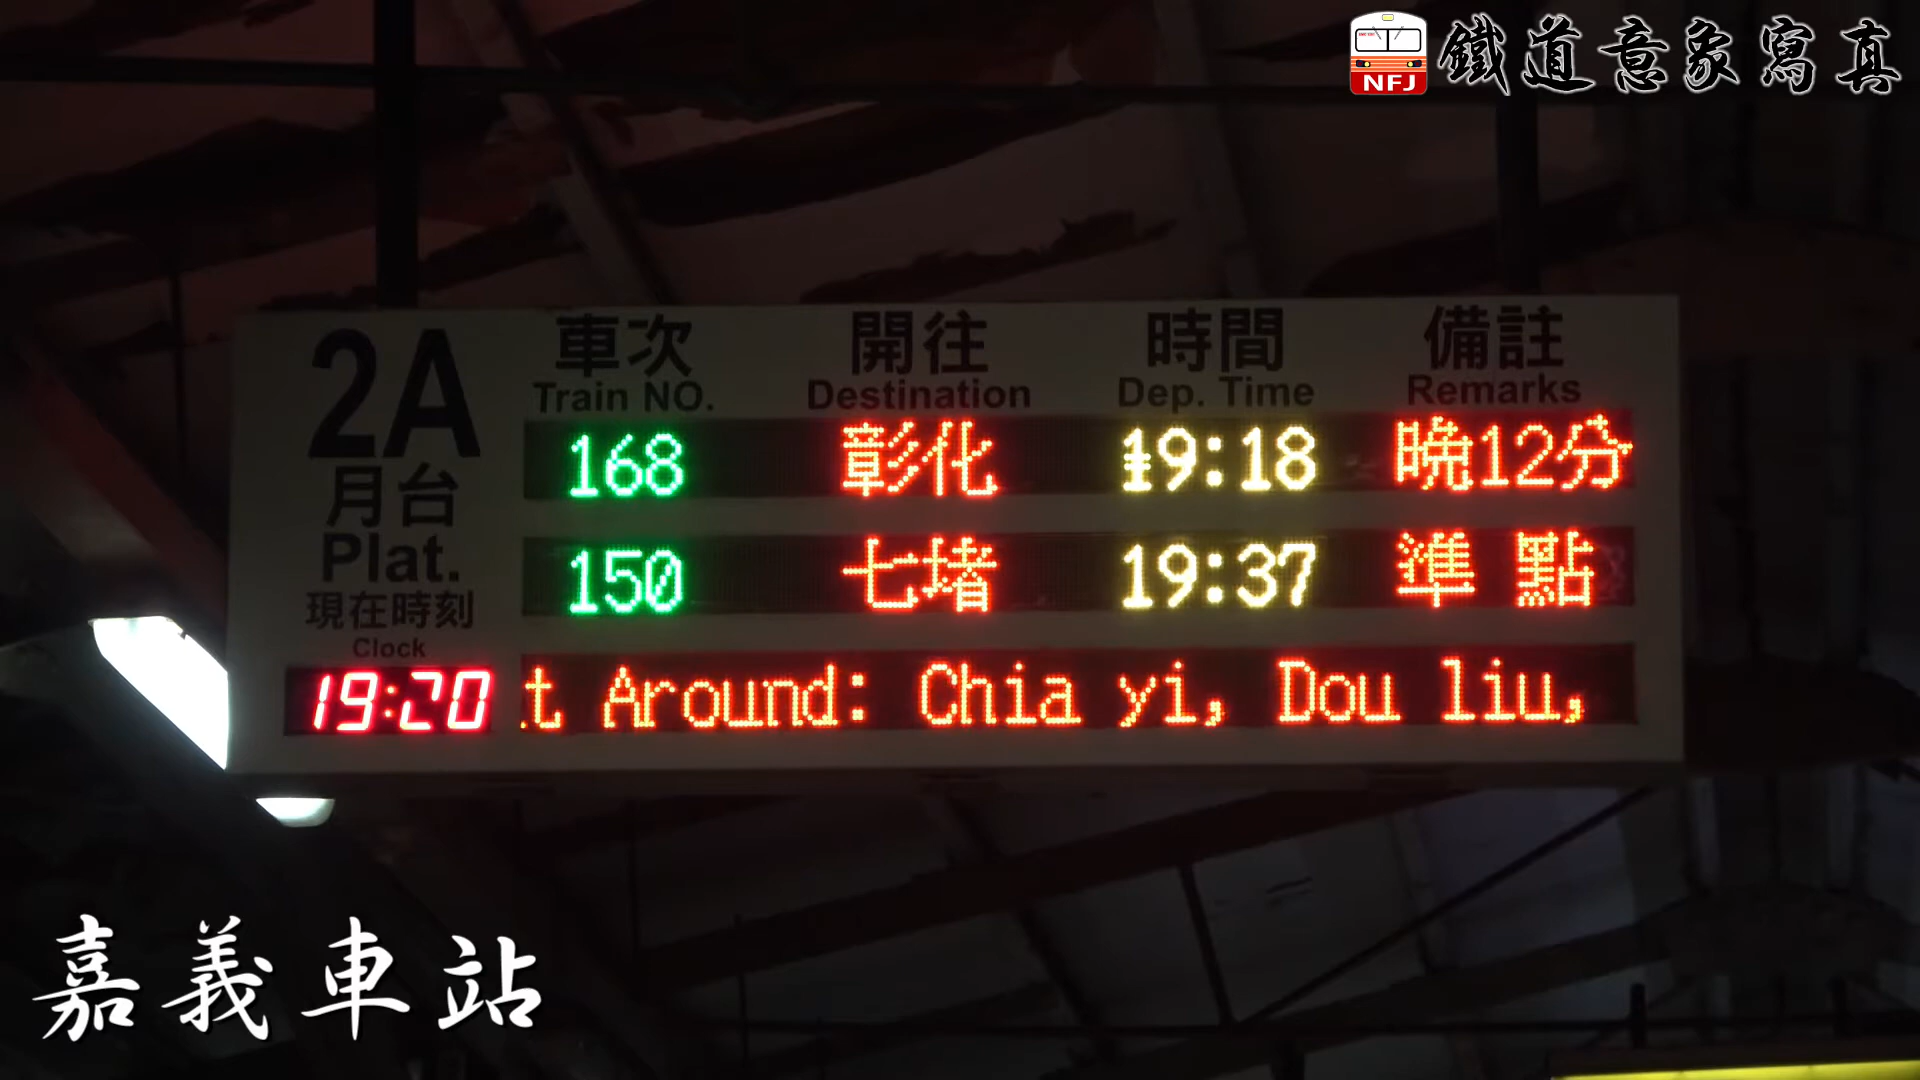 NFJ 鐵道意象寫真
2A
月台
Plat.
現在時刻
Clock
19:20
車次 開往 時間 備註
Train NO. Destination Dep. Time Remarks
168 彰化 19:18 晚12分
150 七堵 19:37 準點
t Around: Chia yi, Dou liu,
嘉義車站